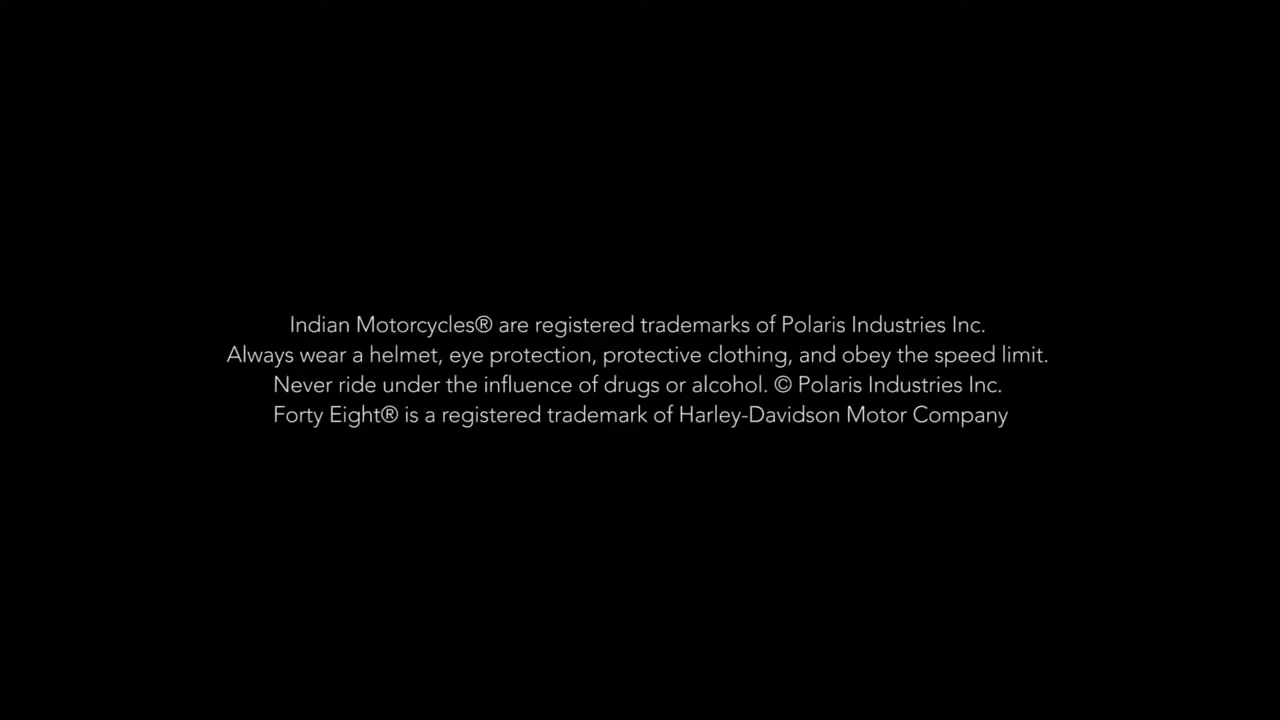 Indian Motorcycles® are registered trademarks of Polaris Industries Inc.
Always wear a helmet, eye protection, protective clothing, and obey the speed limit.
Never ride under the influence of drugs or alcohol. © Polaris Industries Inc.
Forty Eight® is a registered trademark of Harley-Davidson Motor Company